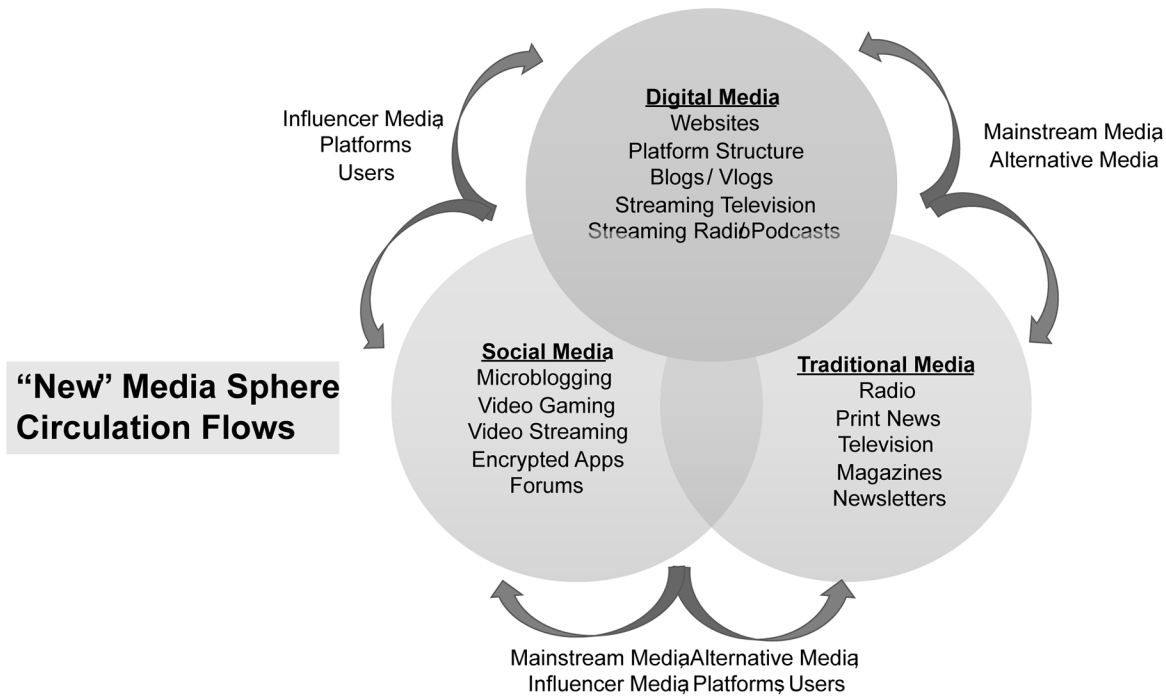 Digital Media
Websites
Platform Structure
Blogs / Vlogs
Streaming Television
Streaming Radio/Podcasts
Influencer Media,
Platforms
Users
Mainstream Media,
Alternative Media
“New” Media Sphere
Circulation Flows
Social Media
Microblogging
Video Gaming
Video Streaming
Encrypted Apps
Forums
Traditional Media
Radio
Print News
Television
Magazines
Newsletters
Mainstream Media, Alternative Media,
Influencer Media, Platforms, Users